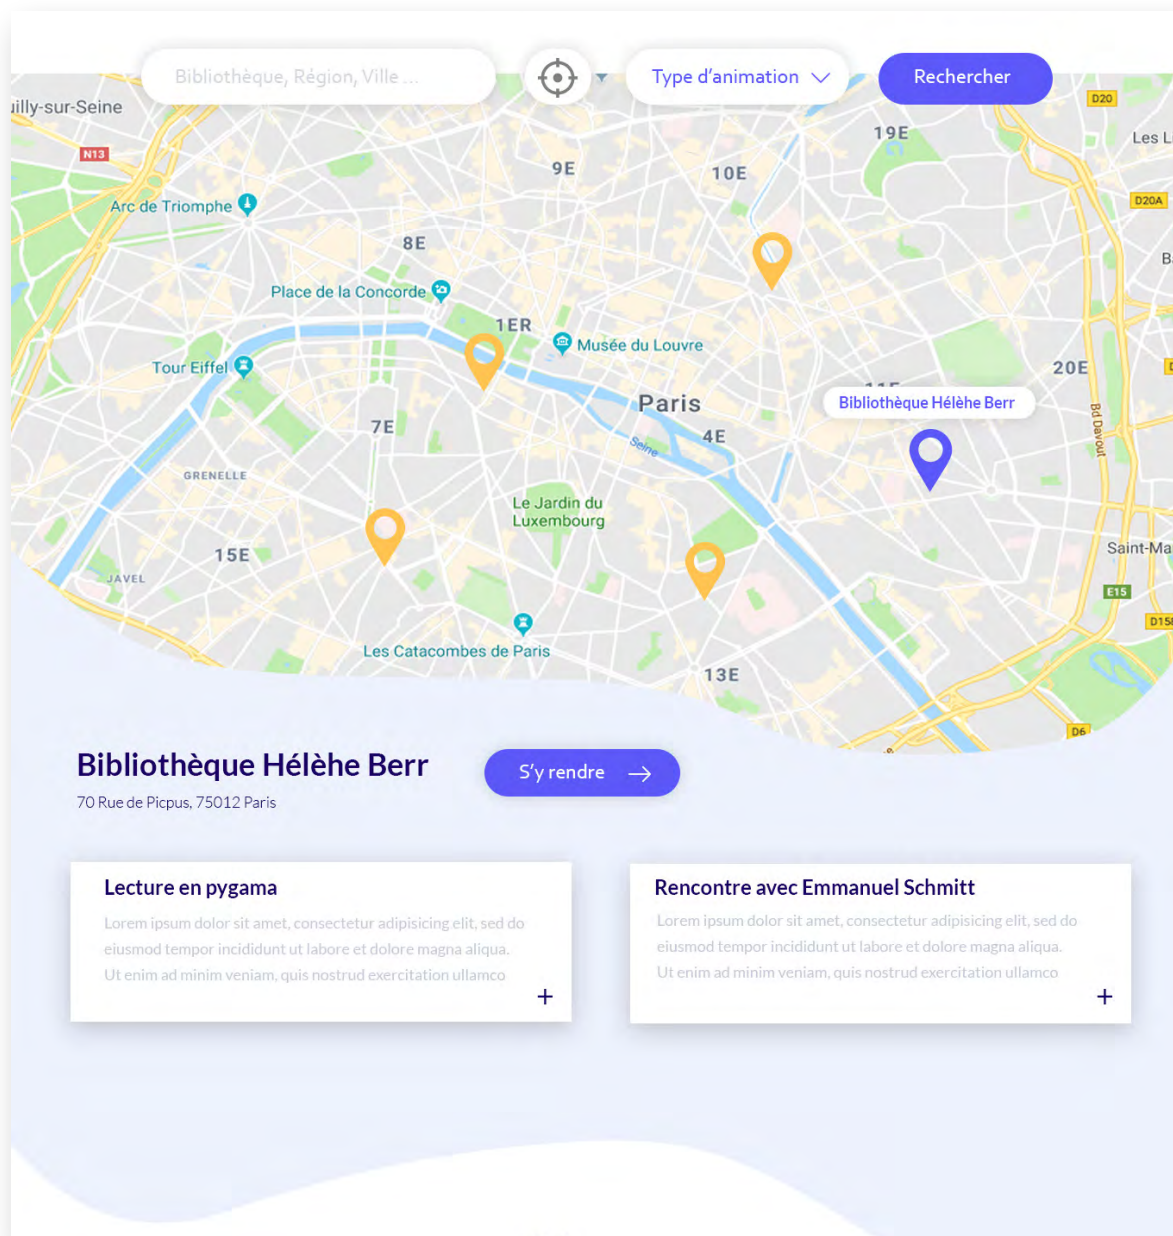 Bibliothèque, Région, Ville ...
Type d'animation
Rechercher
uilly-sur-Seine
D20
19E
Les L
N13
9E
10E
D20A
Arc de Triomphe
8E
Place de la Concorde
1ER
Musée du Louvre
Tour Eiffel
20E
Paris
Bibliothèque Hélèhe Berr
7E
4E
Bd Davout
Seine
GRENELLE
Le Jardin du
Luxembourg
15E
Saint-Ma
JAVEL
E15
D15
Les Catacombes de Paris
13E
D6
Bibliothèque Hélèhe Berr
S'y rendre
70 Rue de Picpus, 75012 Paris
Lecture en pygama
Lorem ipsum dolor sit amet, consectetur adipisicing elit, sed do
eiusmod tempor incididunt ut labore et dolore magna aliqua.
Ut enim ad minim veniam, quis nostrud exercitation ullamco
+
Rencontre avec Emmanuel Schmitt
Lorem ipsum dolor sit amet, consectetur adipisicing elit, sed do
eiusmod tempor incididunt ut labore et dolore magna aliqua.
Ut enim ad minim veniam, quis nostrud exercitation ullamco
+